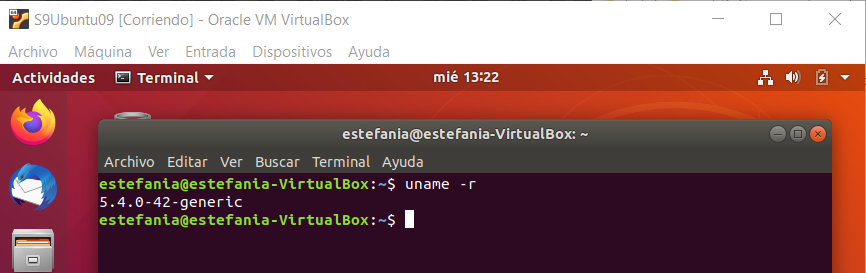 S9Ubuntu09 [Corriendo] - Oracle VM VirtualBox
Archivo Máquina Ver Entrada Dispositivos Ayuda
Actividades Terminal mié 13:22
estefania@estefania-VirtualBox: ~
Archivo Editar Ver Buscar Terminal Ayuda
estefania@estefania-VirtualBox:~$ uname -r
5.4.0-42-generic
estefania@estefania-VirtualBox:~$